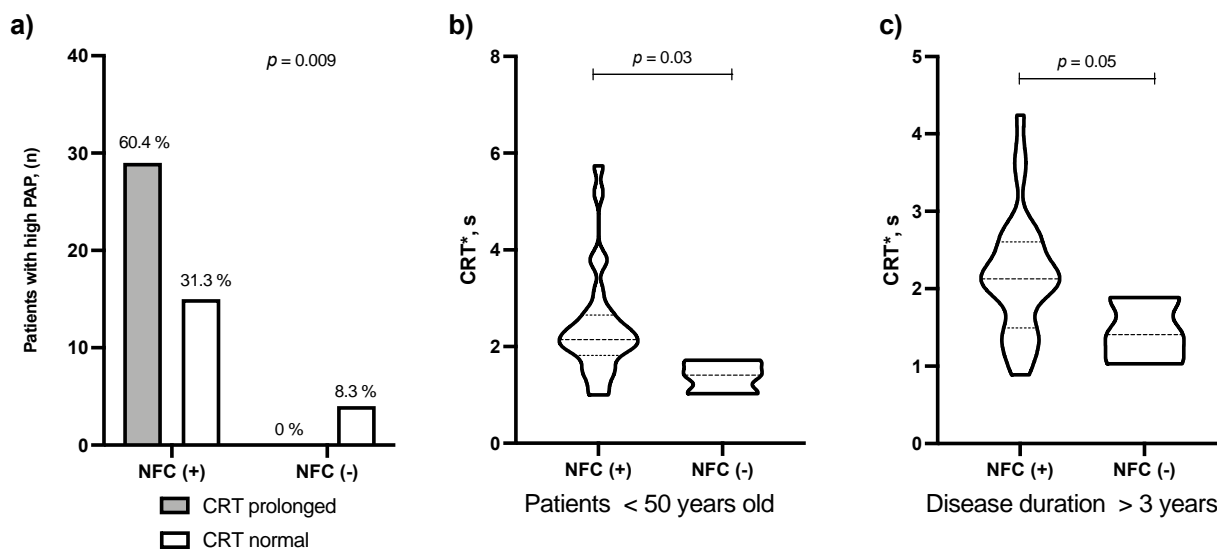 a)
p = 0.009
Patients with high PAP, (n)
40
30
20
10
0
60.4 %
31.3 %
0 %
8.3 %
NFC (+)
NFC (-)
CRT prolonged
CRT normal
b)
p = 0.03
CRT*, s
8
6
4
2
0
NFC (+)
NFC (-)
Patients < 50 years old
c)
p = 0.05
CRT*, s
5
4
3
2
1
0
NFC (+)
NFC (-)
Disease duration > 3 years